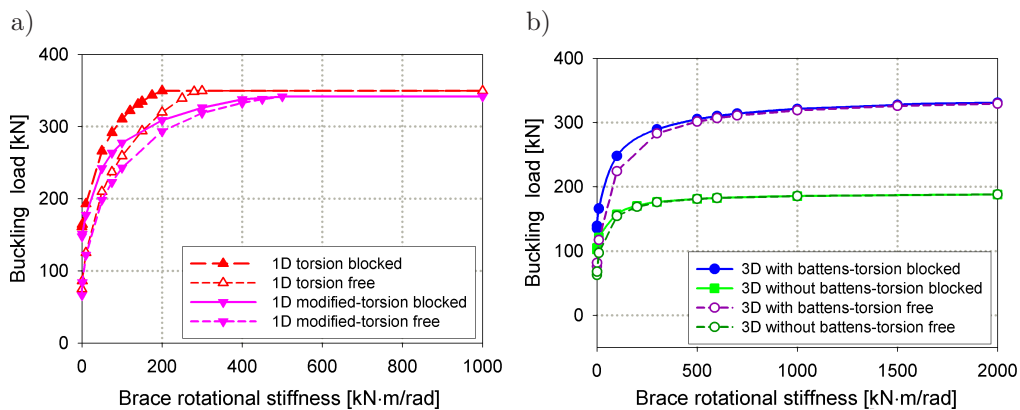 a)
Buckling load [kN]
400
300
200
100
0
0 200 400 600 800 1000
Brace rotational stiffness [kN·m/rad]
1D torsion blocked
1D torsion free
1D modified-torsion blocked
1D modified-torsion free
b)
Buckling load [kN]
400
300
200
100
0
0 500 1000 1500 2000
Brace rotational stiffness [kN·m/rad]
3D with battens-torsion blocked
3D without battens-torsion blocked
3D with battens-torsion free
3D without battens-torsion free